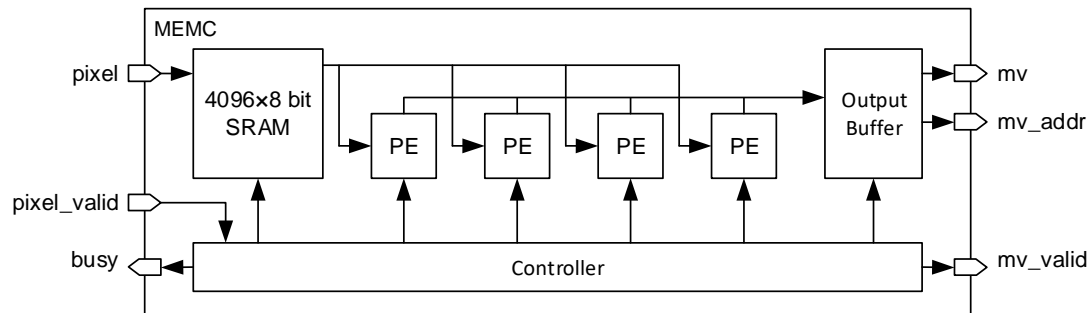 MEMC
pixel
4096×8 bit
SRAM
PE
PE
PE
PE
Output
Buffer
mv
mv_addr
pixel_valid
busy
Controller
mv_valid